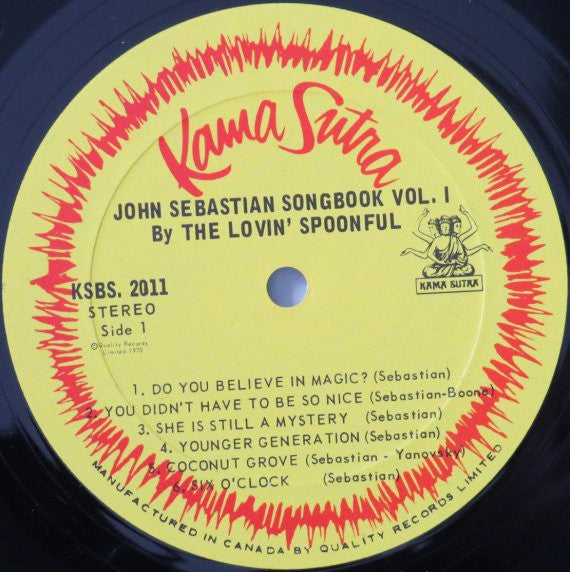 Kama Sutra
JOHN SEBASTIAN SONGBOOK VOL. I
By THE LOVIN' SPOONFUL
KAMA SUTRA
KSBS. 2011
STEREO
Side 1
©Quality Records
Limited 1970
1. DO YOU BELIEVE IN MAGIC? (Sebastian)
2. YOU DIDN'T HAVE TO BE SO NICE (Sebastian-Boone)
3. SHE IS STILL A MYSTERY (Sebastian)
4. YOUNGER GENERATION (Sebastian)
5. COCONUT GROVE (Sebastian - Yanovsky)
6. SIX O'CLOCK (Sebastian)
MANUFACTURED IN CANADA BY QUALITY RECORDS LIMITED